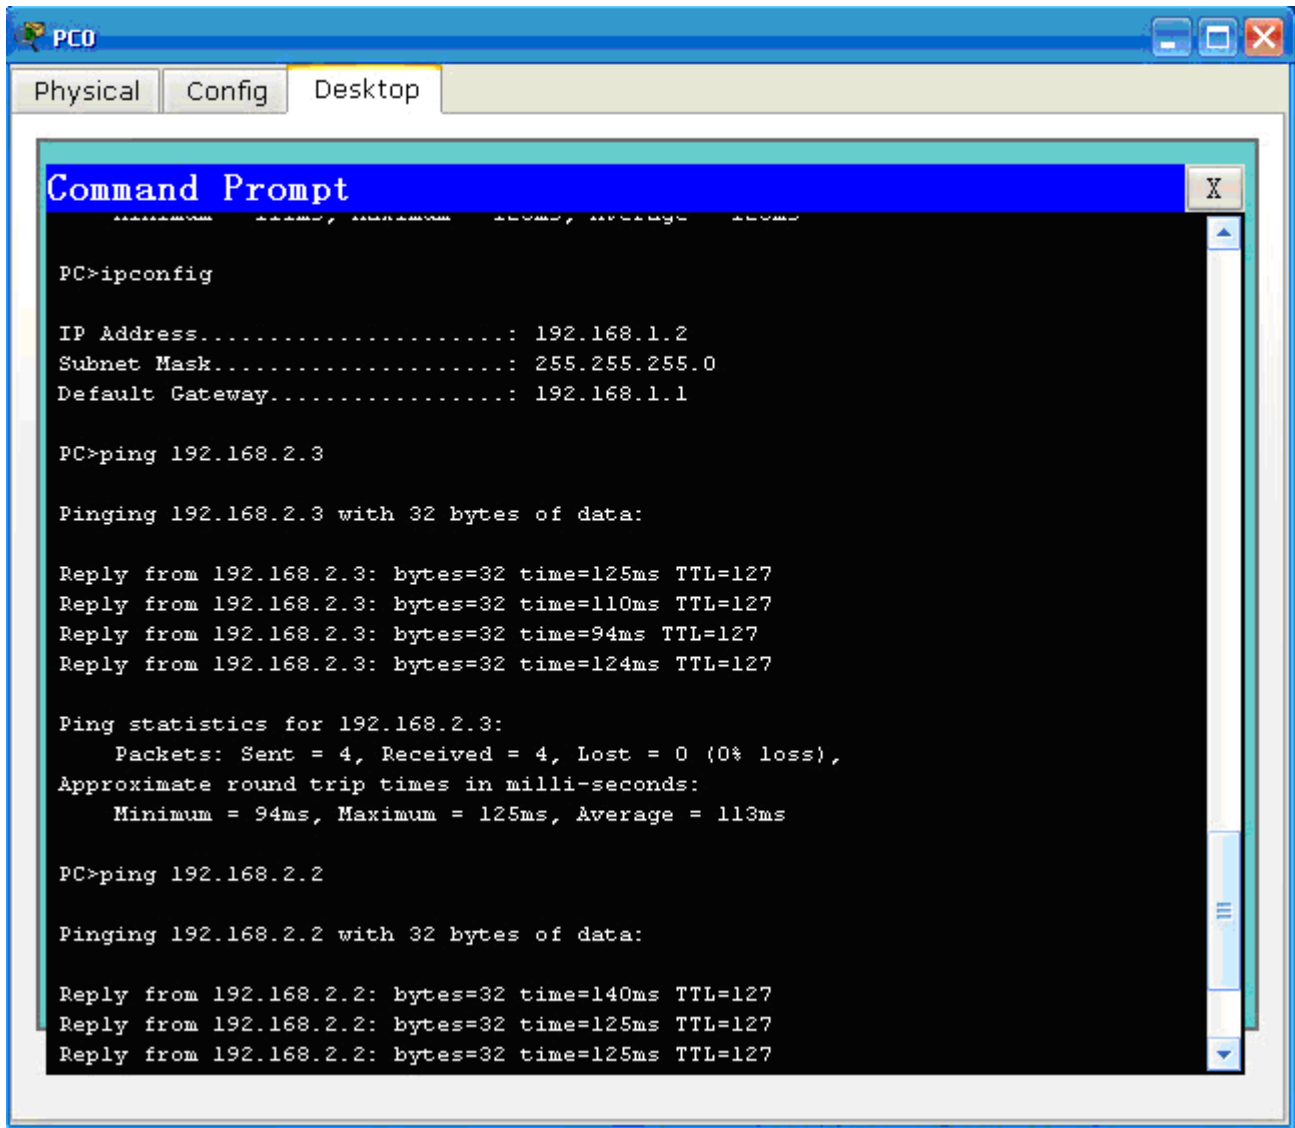 PC0
Physical Config Desktop
Command Prompt
X
PC>ipconfig
IP Address......................: 192.168.1.2
Subnet Mask.....................: 255.255.255.0
Default Gateway.................: 192.168.1.1
PC>ping 192.168.2.3
Pinging 192.168.2.3 with 32 bytes of data:
Reply from 192.168.2.3: bytes=32 time=125ms TTL=127
Reply from 192.168.2.3: bytes=32 time=110ms TTL=127
Reply from 192.168.2.3: bytes=32 time=94ms TTL=127
Reply from 192.168.2.3: bytes=32 time=124ms TTL=127
Ping statistics for 192.168.2.3:
Packets: Sent = 4, Received = 4, Lost = 0 (0% loss),
Approximate round trip times in milli-seconds:
Minimum = 94ms, Maximum = 125ms, Average = 113ms
PC>ping 192.168.2.2
Pinging 192.168.2.2 with 32 bytes of data:
Reply from 192.168.2.2: bytes=32 time=140ms TTL=127
Reply from 192.168.2.2: bytes=32 time=125ms TTL=127
Reply from 192.168.2.2: bytes=32 time=125ms TTL=127